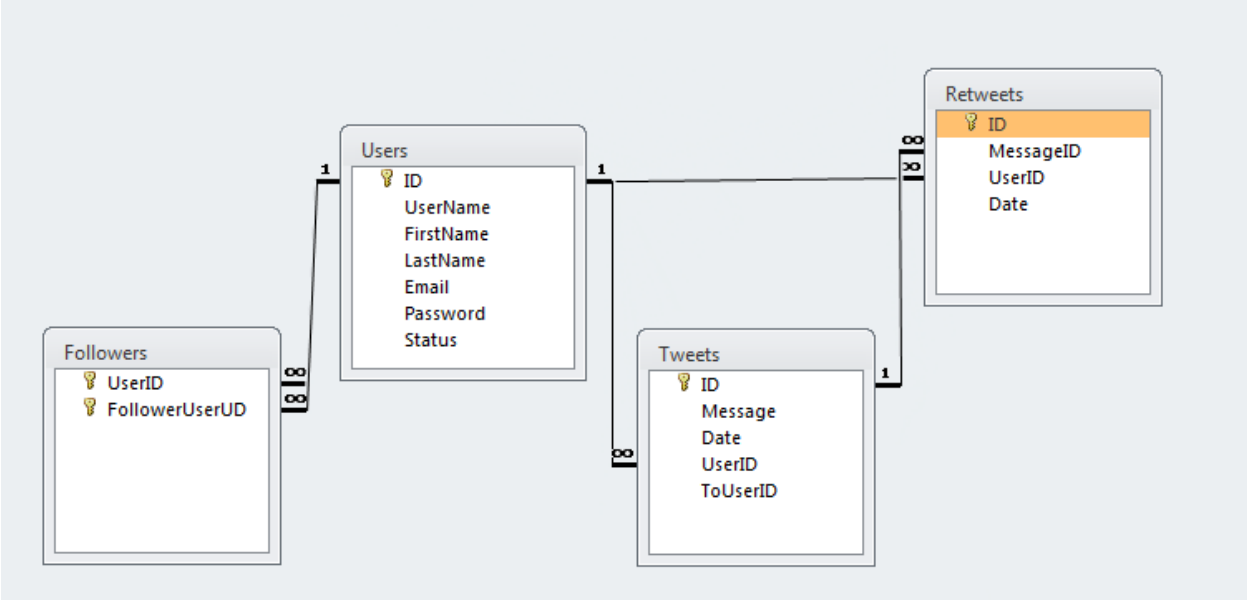 Retweets
ID
MessageID
UserID
Date
Users
ID
UserName
FirstName
LastName
Email
Password
Status
1
1
∞
∞
Followers
UserID
FollowerUserUD
∞
∞
Tweets
ID
Message
Date
UserID
ToUserID
1
∞